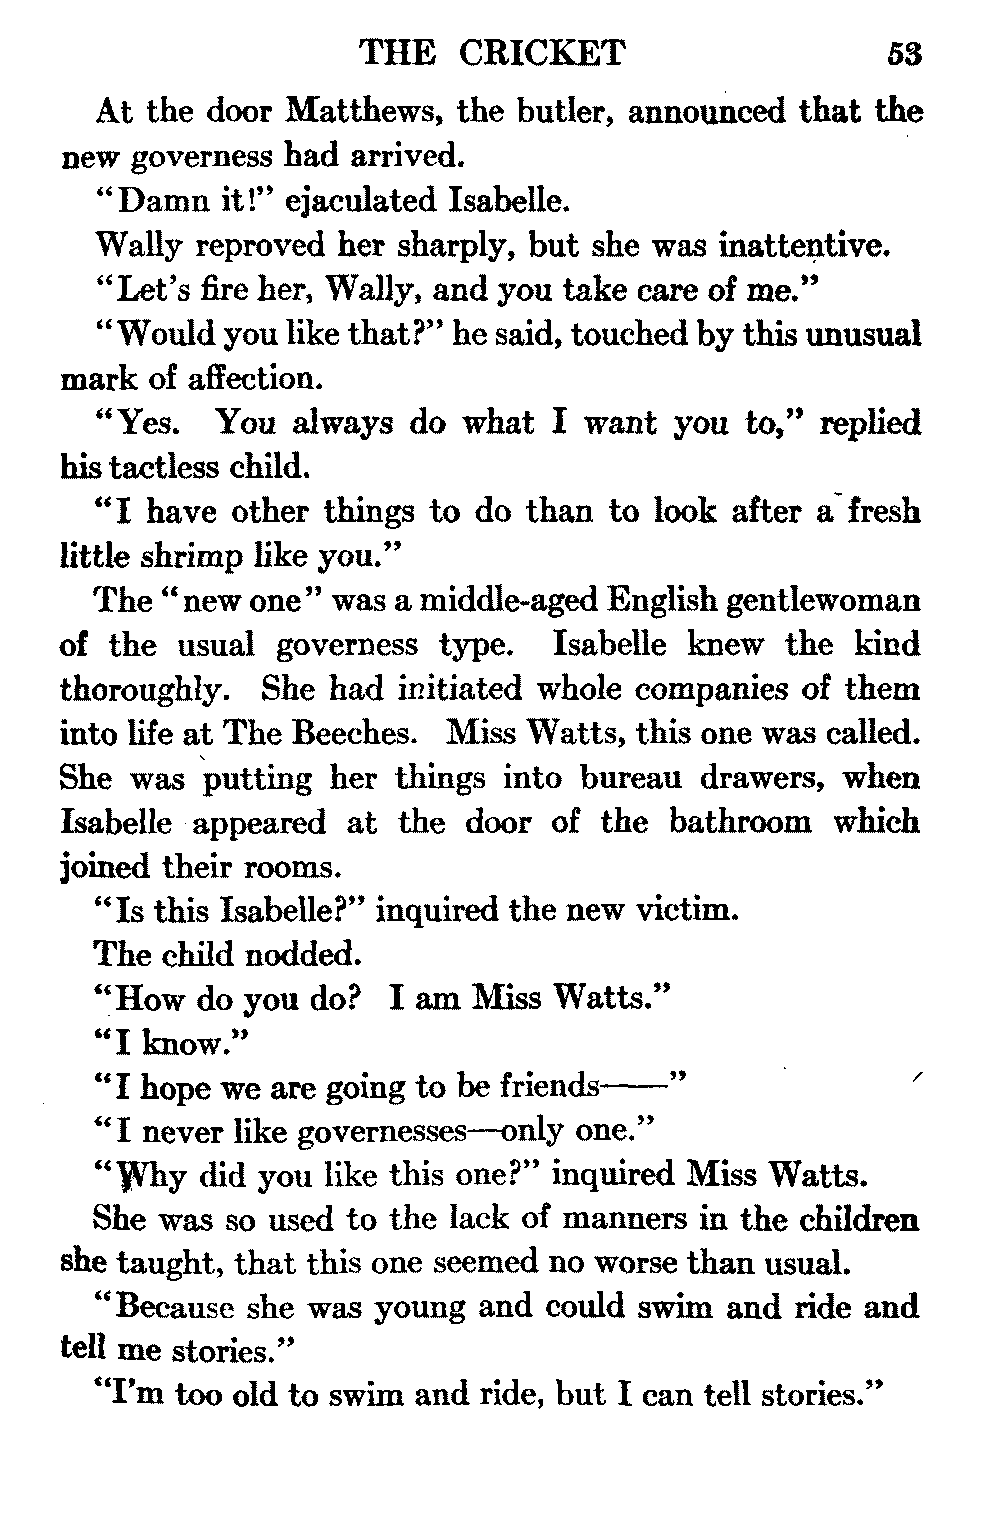 THE CRICKET 53
At the door Matthews, the butler, announced that the
new governess had arrived.
"Damn it!" ejaculated Isabelle.
Wally reproved her sharply, but she was inattentive.
"Let's fire her, Wally, and you take care of me."
"Would you like that?" he said, touched by this unusual
mark of affection.
"Yes. You always do what I want you to," replied
his tactless child.
"I have other things to do than to look after a fresh
little shrimp like you."
The "new one" was a middle-aged English gentlewoman
of the usual governess type. Isabelle knew the kind
thoroughly. She had initiated whole companies of them
into life at The Beeches. Miss Watts, this one was called.
She was putting her things into bureau drawers, when
Isabelle appeared at the door of the bathroom which
joined their rooms.
"Is this Isabelle?" inquired the new victim.
The child nodded.
"How do you do? I am Miss Watts."
"I know."
"I hope we are going to be friends——"
"I never like governesses—only one."
"Why did you like this one?" inquired Miss Watts.
She was so used to the lack of manners in the children
she taught, that this one seemed no worse than usual.
"Because she was young and could swim and ride and
tell me stories."
"I'm too old to swim and ride, but I can tell stories."